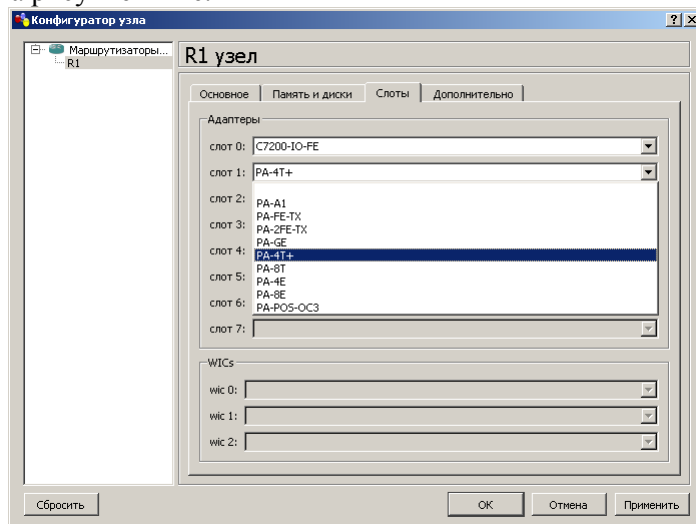 Конфигуратор узла
Маршрутизаторы...
R1
R1 узел
Основное
Память и диски
Слоты
Дополнительно
Адаптеры
слот 0: C7200-IO-FE
слот 1: PA-4T+
слот 2:
слот 3:
слот 4:
слот 5:
слот 6:
слот 7:
PA-A1
PA-FE-TX
PA-2FE-TX
PA-GE
PA-4T+
PA-8T
PA-4E
PA-8E
PA-POS-OC3
WICs
wic 0:
wic 1:
wic 2:
Сбросить
OK
Отмена
Применить